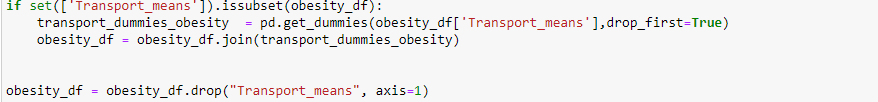 if set(['Transport_means']).issubset(obesity_df):
    transport_dummies_obesity  = pd.get_dummies(obesity_df['Transport_means'],drop_first=True)
    obesity_df = obesity_df.join(transport_dummies_obesity)
obesity_df = obesity_df.drop("Transport_means", axis=1)